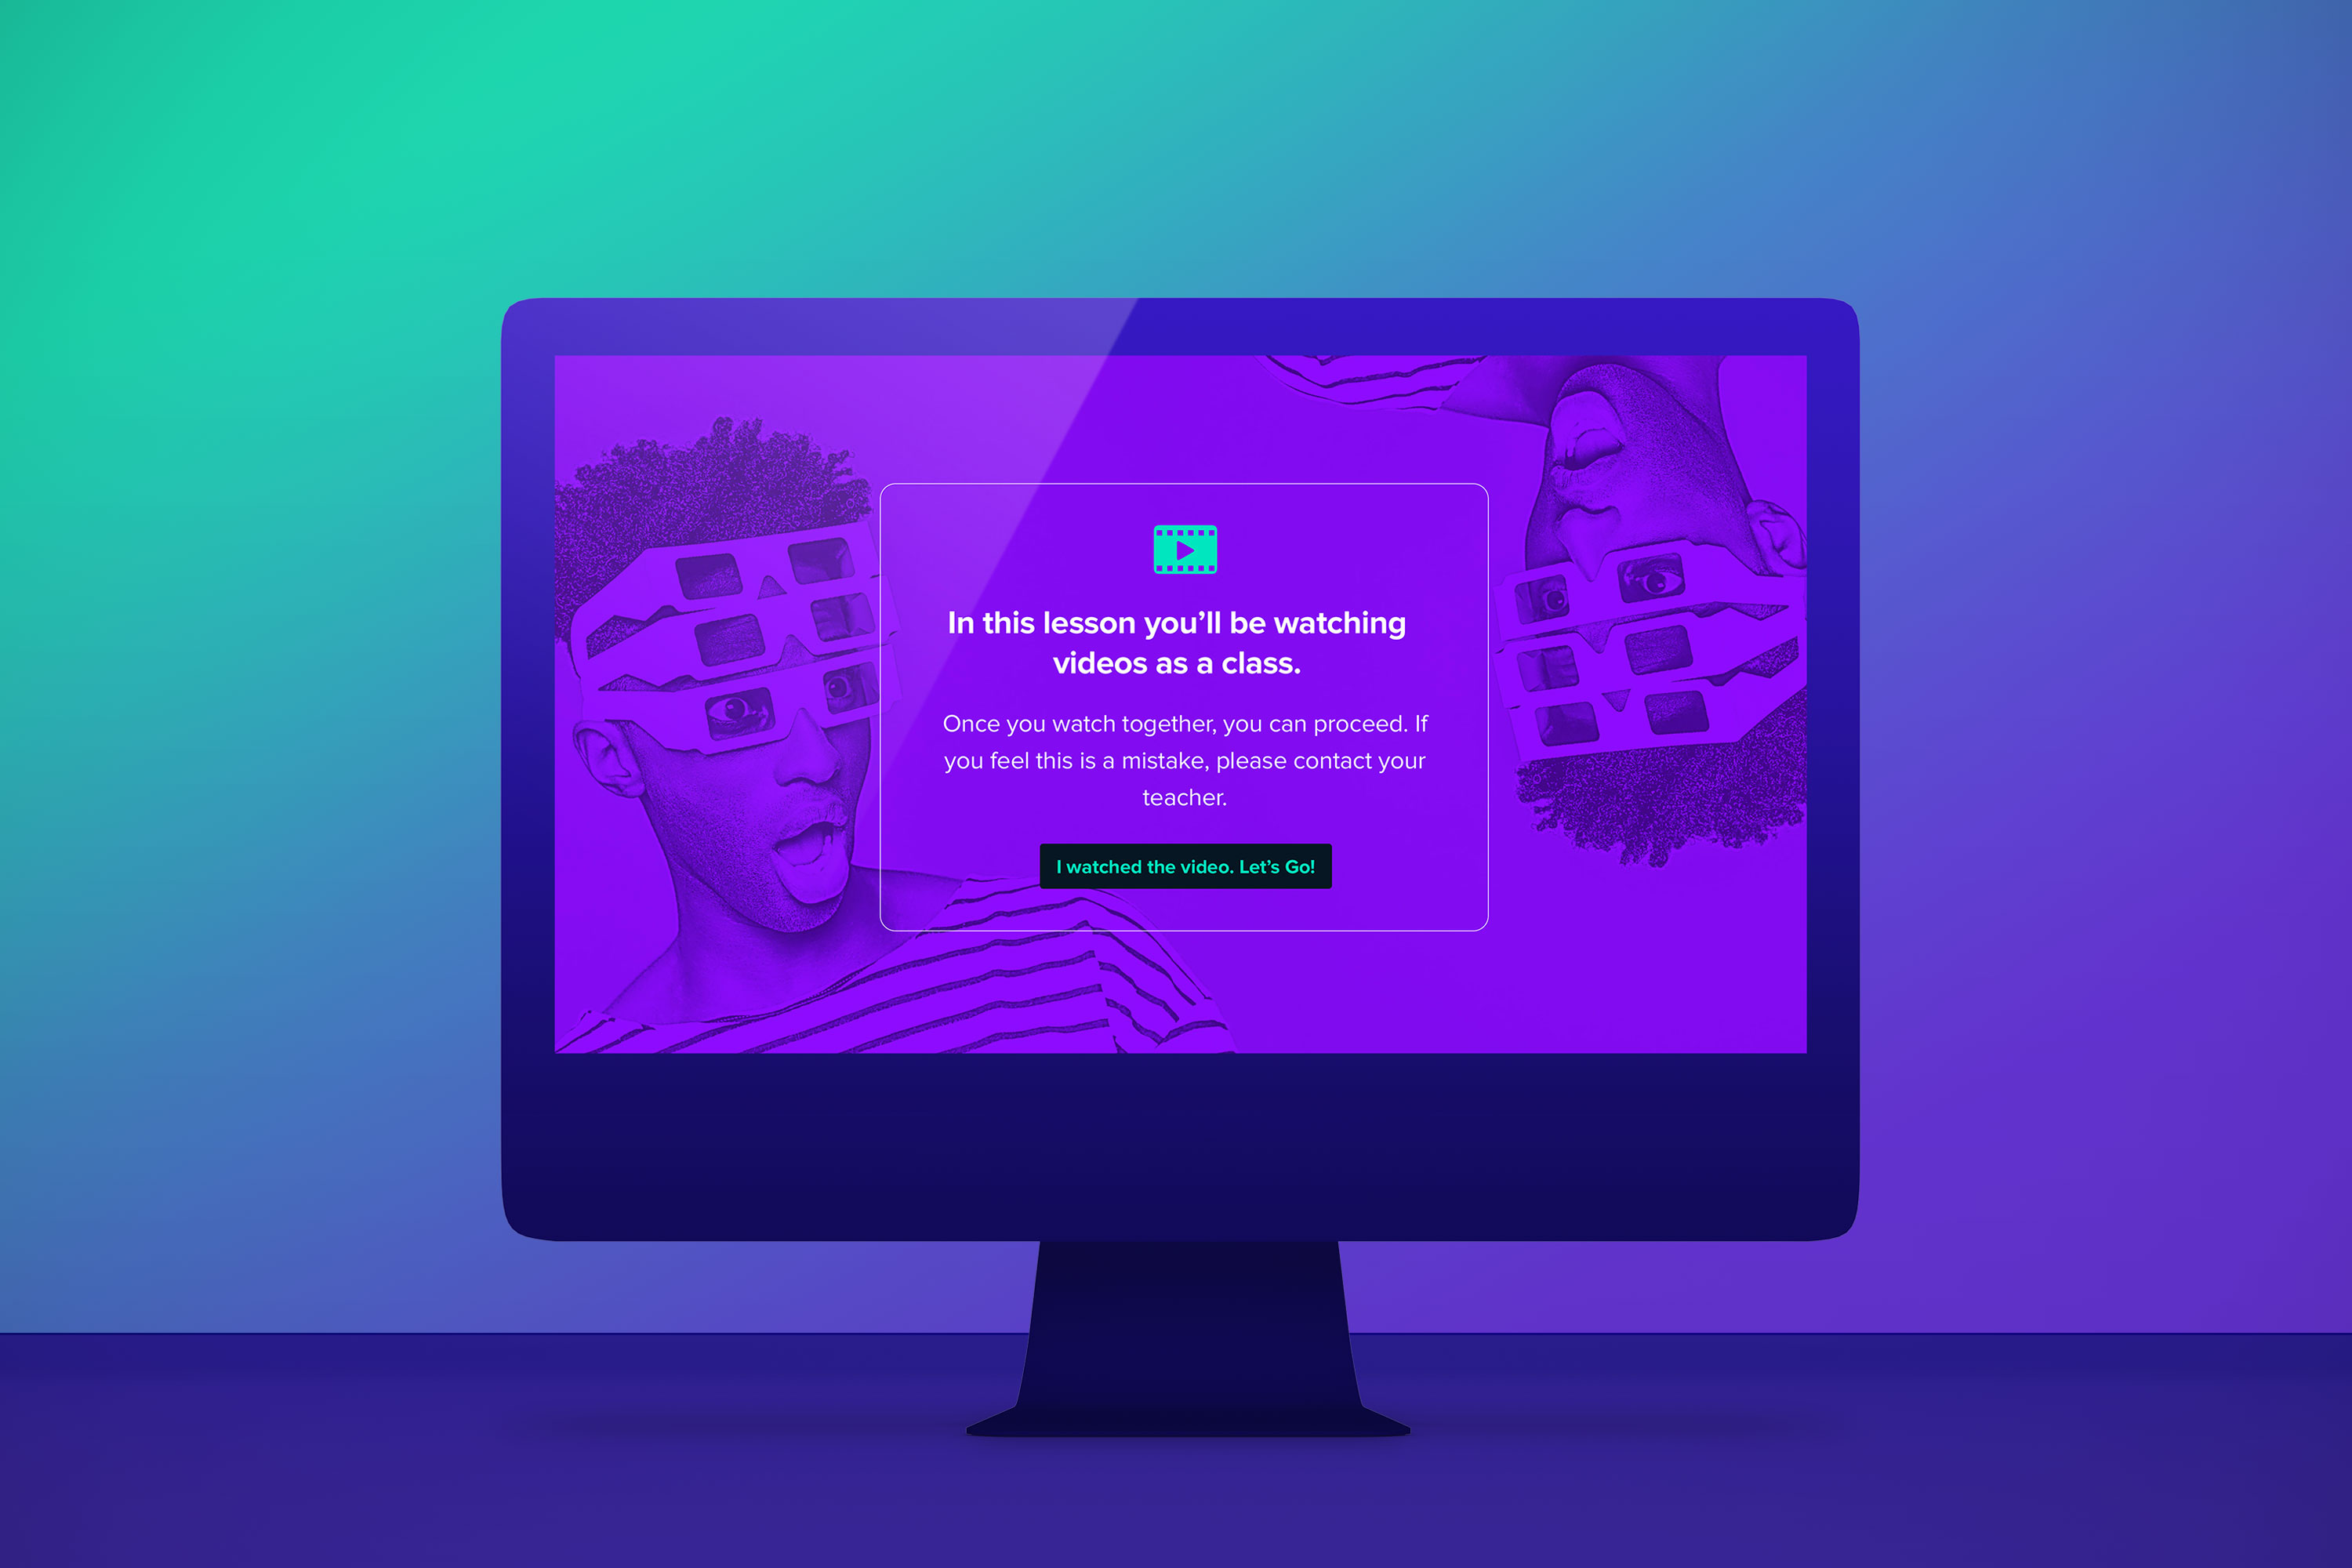 In this lesson you’ll be watching
videos as a class.
Once you watch together, you can proceed. If
you feel this is a mistake, please contact your
teacher.
I watched the video. Let’s Go!